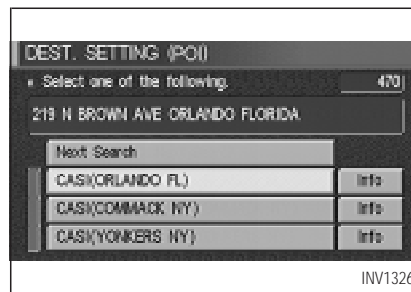 DEST. SETTING (POI)
Select one of the following. 470
219 N BROWN AVE ORLANDO FLORIDA
Next Search
CASI(ORLANDO FL) Info
CASI(COMMACK NY) Info
CASI(YONKERS NY) Info
INV1326